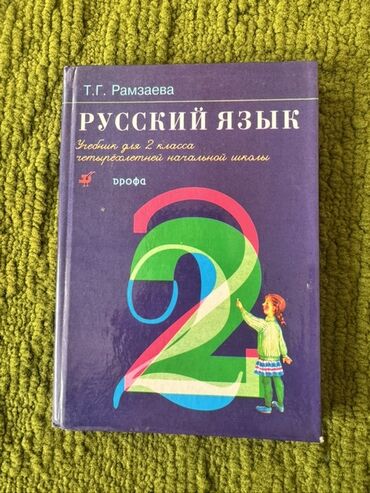 Т.Г. Рамзаева
РУССКИЙ ЯЗЫК
Учебник для 2 класса
четырёхлетней начальной школы
дрофа
2